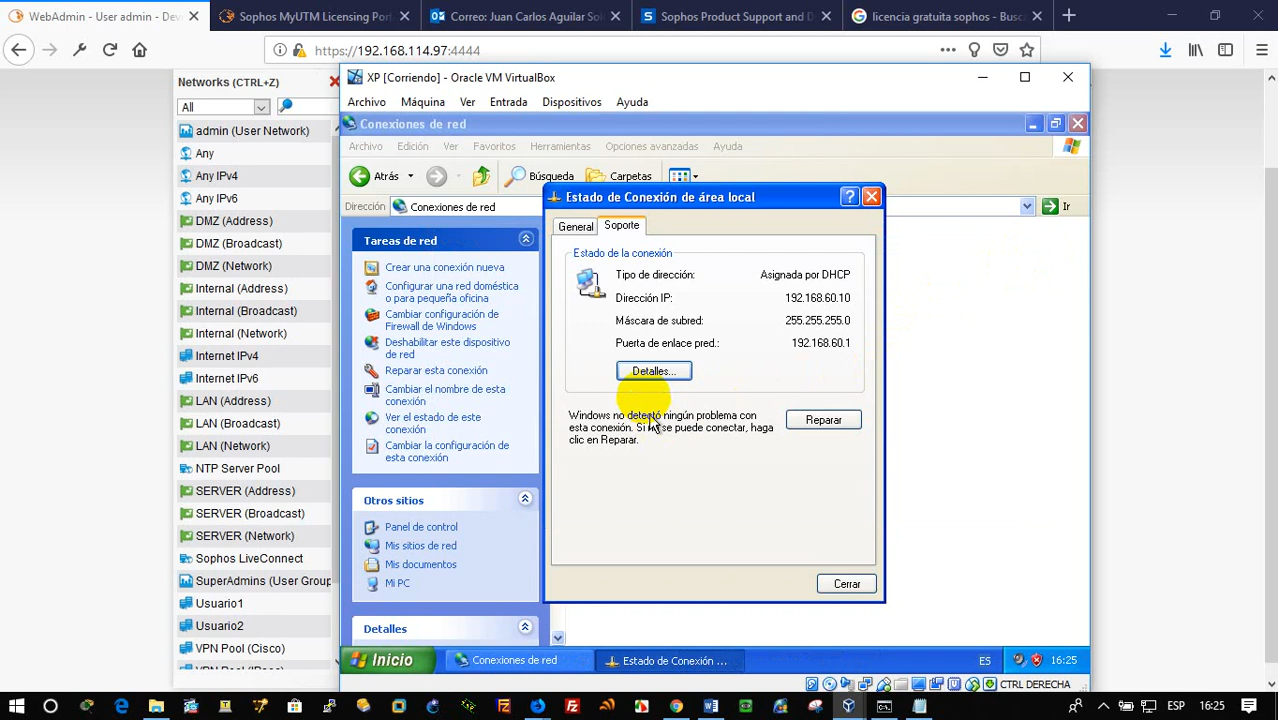 WebAdmin - User admin - Dev
Sophos MyUTM Licensing Port
Correo: Juan Carlos Aguilar Sol
Sophos Product Support and D
licencia gratuita sophos - Busc
https://192.168.114.97:4444
Networks (CTRL+Z)
All
admin (User Network)
Any
Any IPv4
Any IPv6
DMZ (Address)
DMZ (Broadcast)
DMZ (Network)
Internal (Address)
Internal (Broadcast)
Internal (Network)
Internet IPv4
Internet IPv6
LAN (Address)
LAN (Broadcast)
LAN (Network)
NTP Server Pool
SERVER (Address)
SERVER (Broadcast)
SERVER (Network)
Sophos LiveConnect
SuperAdmins (User Group
Usuario1
Usuario2
VPN Pool (Cisco)
XP [Corriendo] - Oracle VM VirtualBox
Archivo Máquina Ver Entrada Dispositivos Ayuda
Conexiones de red
Archivo Edición Ver Favoritos Herramientas Opciones avanzadas Ayuda
Atrás Búsqueda Carpetas
Dirección Conexiones de red Ir
Tareas de red
Crear una conexión nueva
Configurar una red doméstica
o para pequeña oficina
Cambiar configuración de
Firewall de Windows
Deshabilitar este dispositivo
de red
Reparar esta conexión
Cambiar el nombre de esta
conexión
Ver el estado de este
conexión
Cambiar la configuración de
esta conexión
Otros sitios
Panel de control
Mis sitios de red
Mis documentos
Mi PC
Detalles
Estado de Conexión de área local
General Soporte
Estado de la conexión
Tipo de dirección: Asignada por DHCP
Dirección IP: 192.168.60.10
Máscara de subred: 255.255.255.0
Puerta de enlace pred.: 192.168.60.1
Detalles...
Windows no detectó ningún problema con
esta conexión. Si se puede conectar, haga
clic en Reparar.
Reparar
Cerrar
Inicio Conexiones de red Estado de Conexión ... ES 16:25
CTRL DERECHA
ESP 16:25